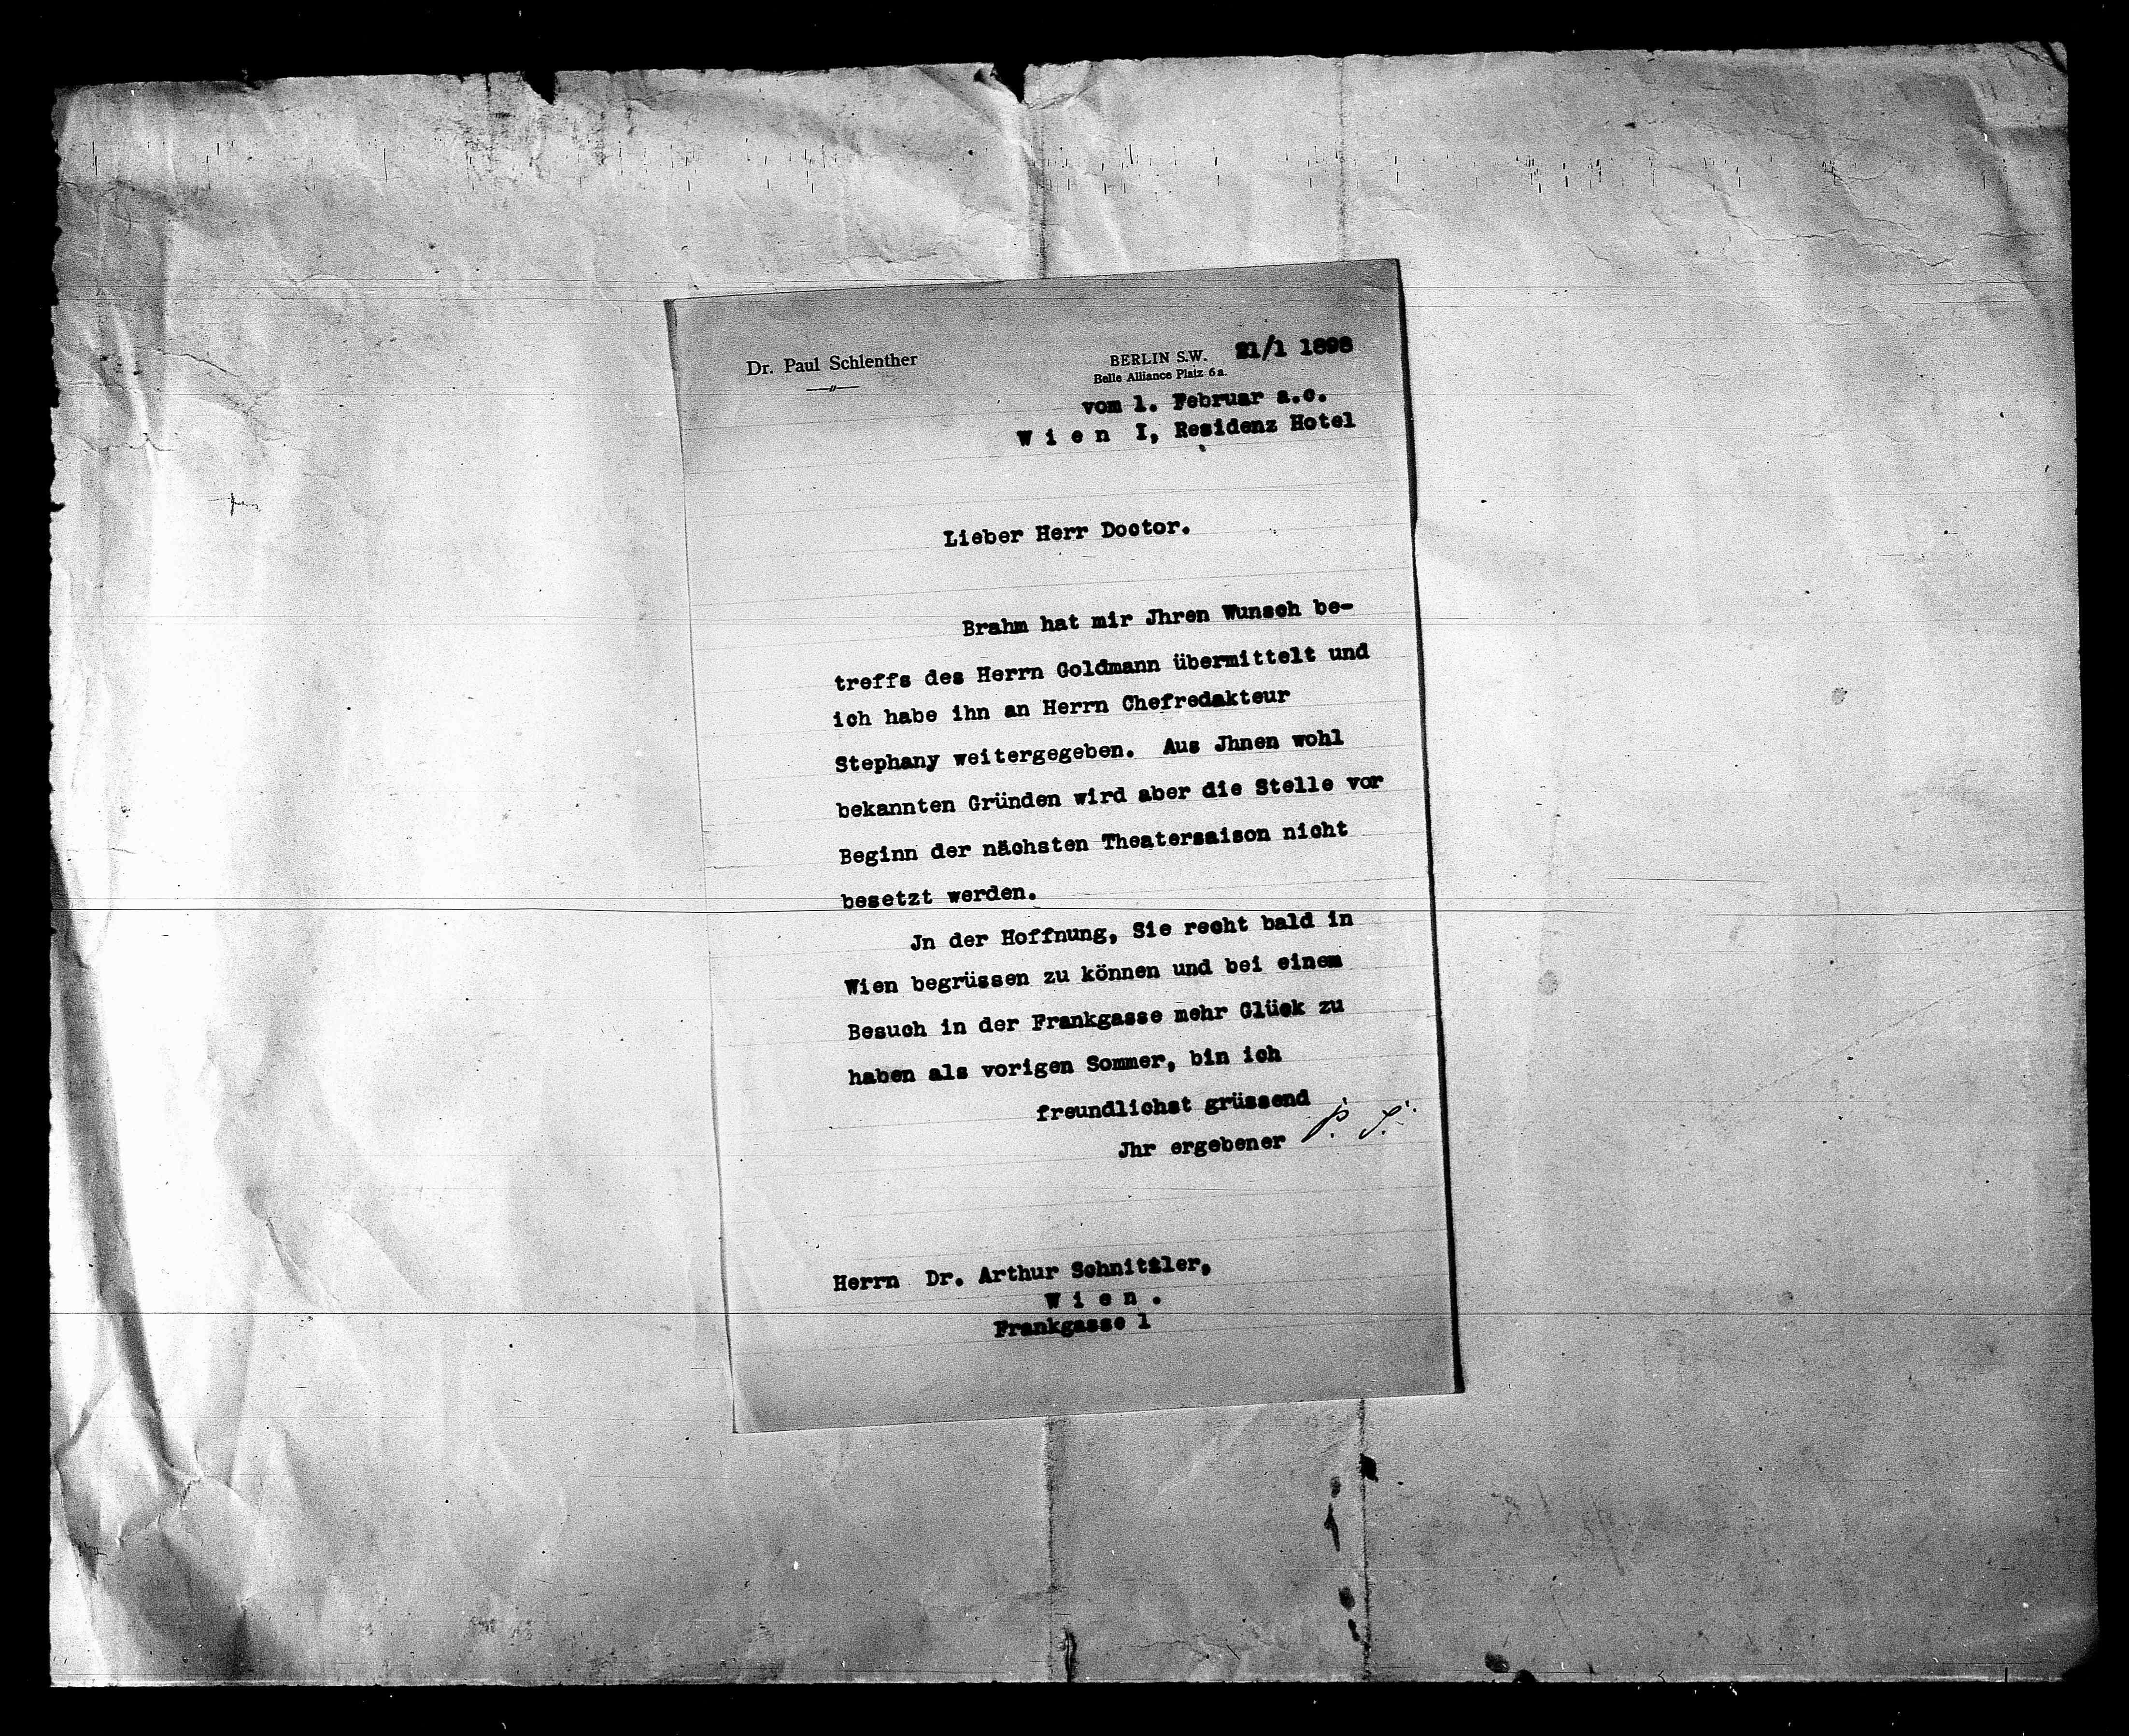 Dr. Paul Schlenther
BERLIN S.W. 21/1 1898
Belle Alliance Platz 6a.
vom 1. Februar a.c.
Wien I, Residenz Hotel
Lieber Herr Doctor.
Brahm hat mir Jhren Wunsch be-
treffs des Herrn Goldmann übermittelt und
ich habe ihn an Herrn Chefredakteur
Stephany weitergegeben. Aus Jhnen wohl
bekannten Gründen wird aber die Stelle vor
Beginn der nächsten Theatersaison nicht
besetzt werden.
Jn der Hoffnung, Sie recht bald in
Wien begrüssen zu können und bei einem
Besuch in der Frankgasse mehr Glück zu
haben als vorigen Sommer, bin ich
freundlichst grüssend
Jhr ergebener P. S.
Herrn Dr. Arthur Schnitzler,
Wien.
Frankgasse 1